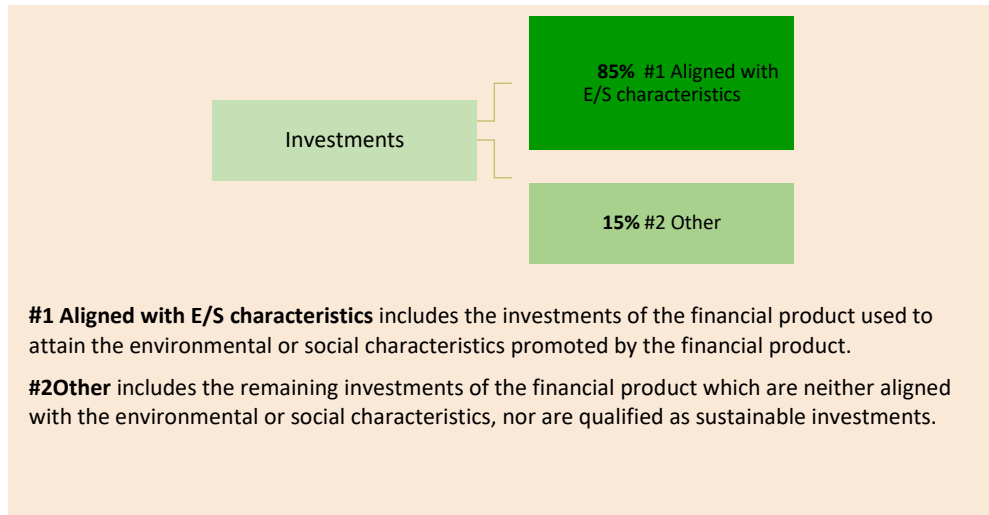 85% #1 Aligned with
E/S characteristics
Investments
15% #2 Other
#1 Aligned with E/S characteristics includes the investments of the financial product used to
attain the environmental or social characteristics promoted by the financial product.
#2Other includes the remaining investments of the financial product which are neither aligned
with the environmental or social characteristics, nor are qualified as sustainable investments.